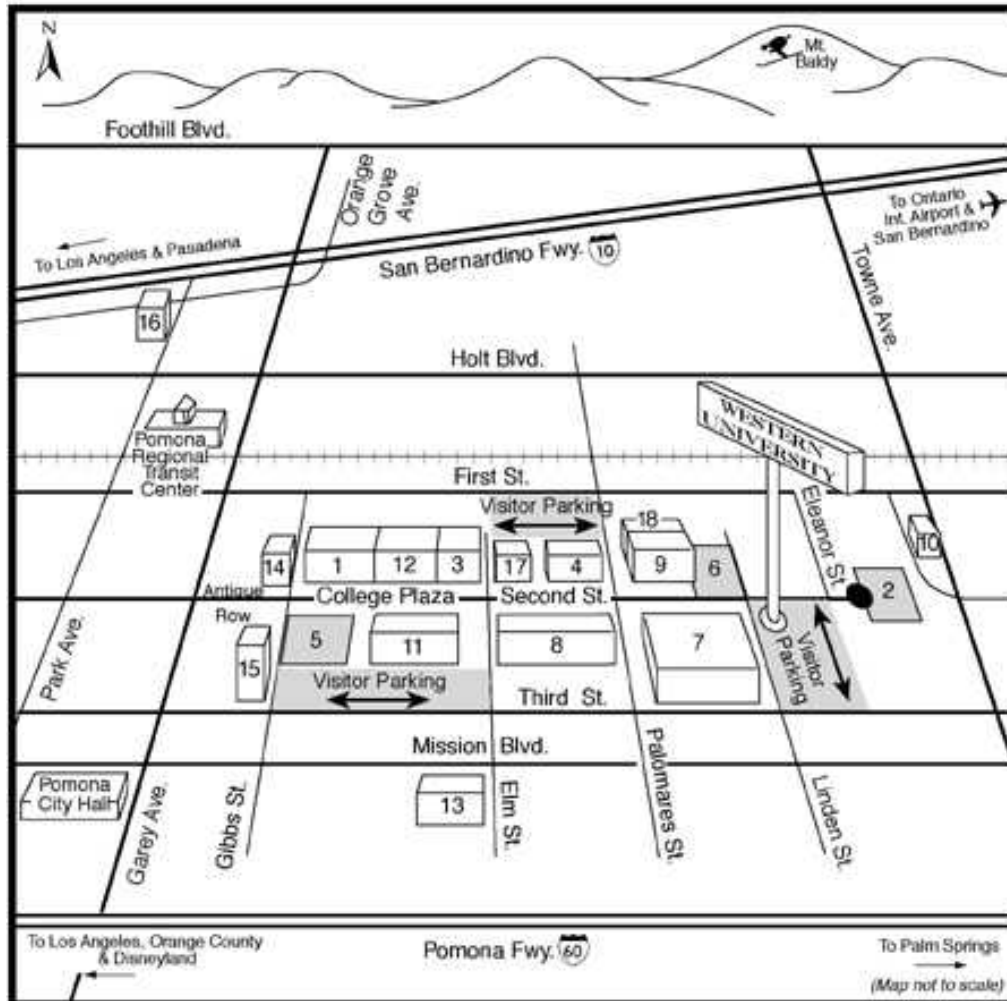 N
Mt.
Baldy
Foothill Blvd.
Orange
Grove
Ave.
To Ontario
Int. Airport &
San Bernardino
To Los Angeles & Pasadena
San Bernardino Fwy. 10
Towne Ave.
16
Holt Blvd.
WESTERN
UNIVERSITY
Pomona
Regional
Transit
Center
First St.
Visitor Parking
Eleanor St.
18
14
1
12
3
17
4
9
6
10
2
Antique
Row
College Plaza
Second St.
5
11
8
7
15
Visitor Parking
Visitor
Parking
Third St.
Park Ave.
Mission Blvd.
Pomona
City Hall
13
Garey Ave.
Gibbs St.
Elm St.
Palomares St.
Linden St.
To Los Angeles, Orange County
& Disneyland
Pomona Fwy. 60
To Palm Springs
(Map not to scale)